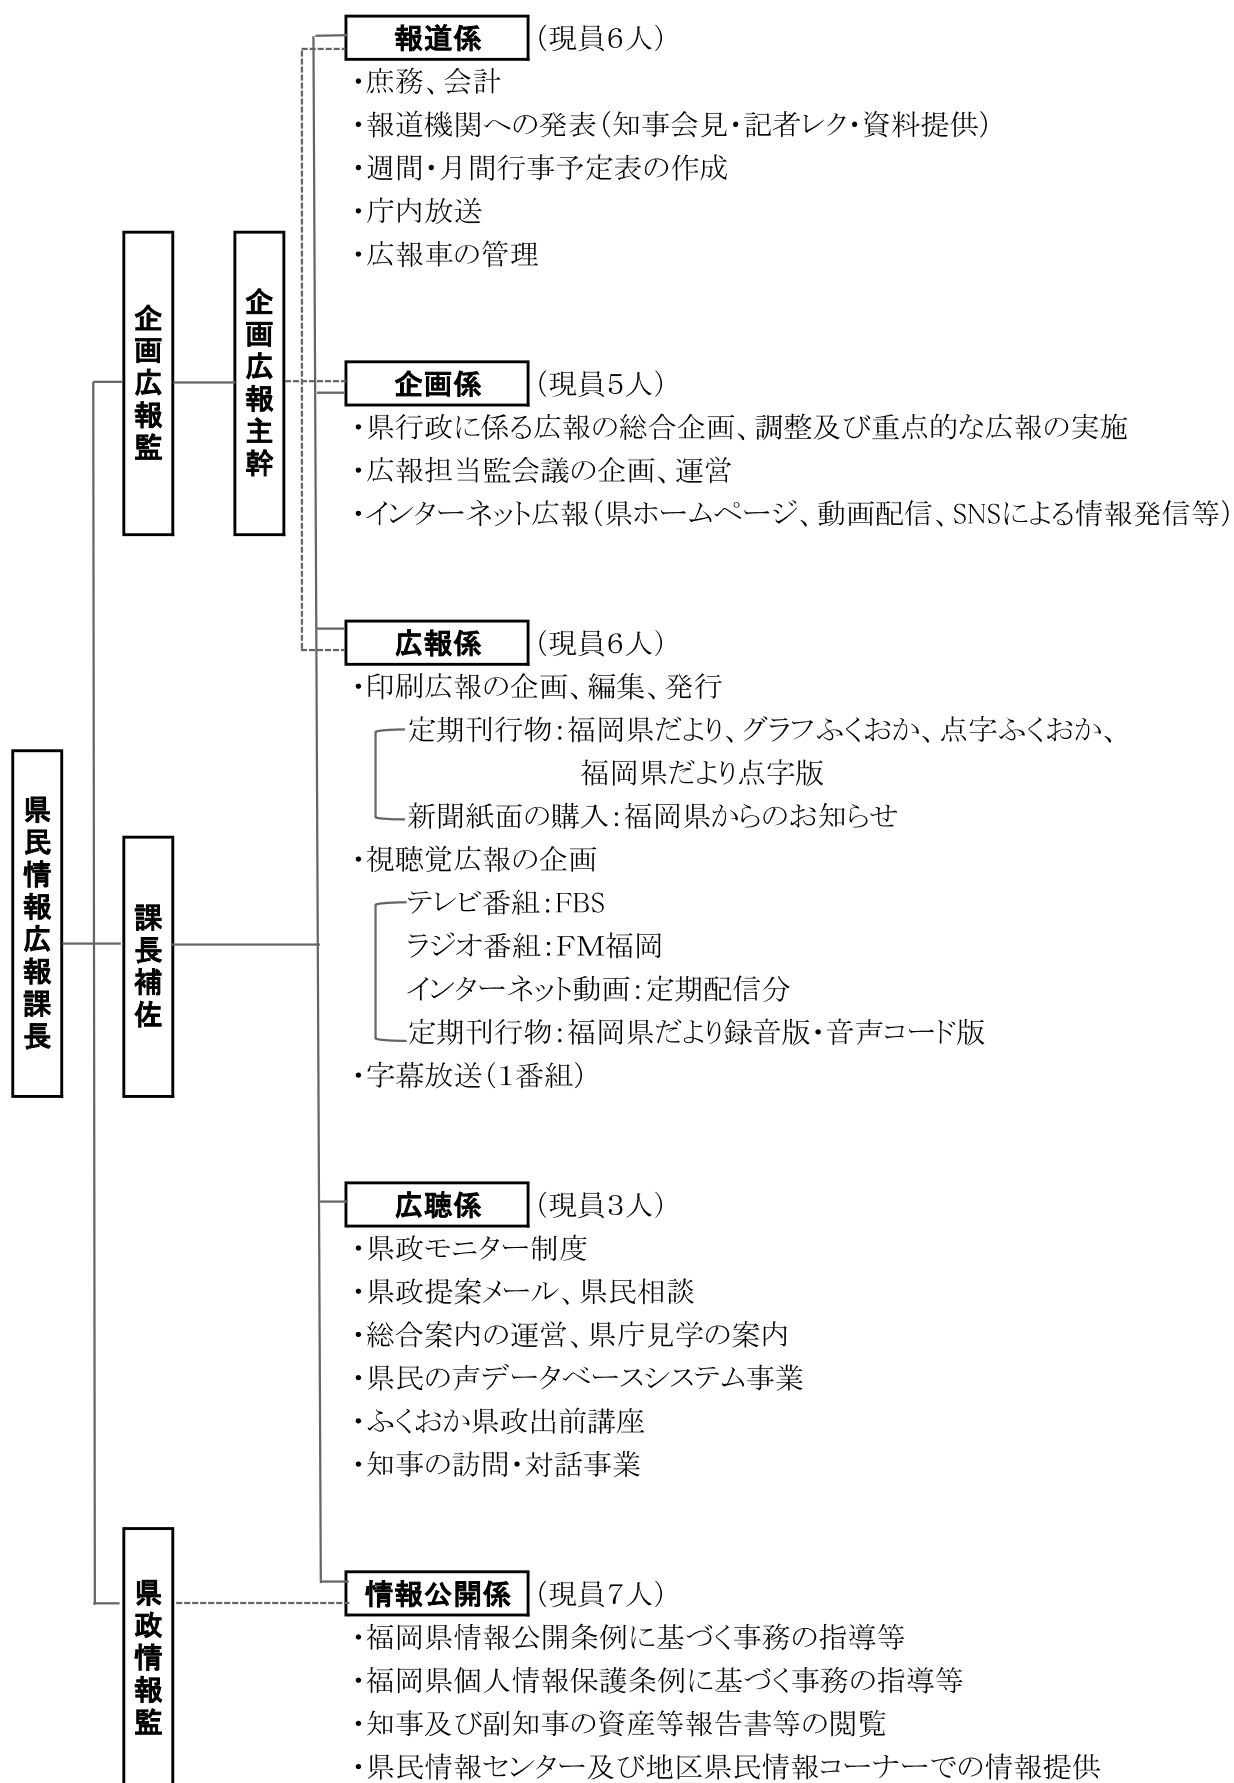 報道係 （現員6人）
・庶務、会計
・報道機関への発表（知事会見・記者レク・資料提供）
・週間・月間行事予定表の作成
・庁内放送
・広報車の管理
企画広報監
企画広報主幹
企画係 （現員5人）
・県行政に係る広報の総合企画、調整及び重点的な広報の実施
・広報担当監会議の企画、運営
・インターネット広報（県ホームページ、動画配信、SNSによる情報発信等）
広報係 （現員6人）
・印刷広報の企画、編集、発行
定期刊行物：福岡県だより、グラフふくおか、点字ふくおか、
福岡県だより点字版
新聞紙面の購入：福岡県からのお知らせ
・視聴覚広報の企画
テレビ番組：FBS
ラジオ番組：FM福岡
インターネット動画：定期配信分
定期刊行物：福岡県だより録音版・音声コード版
・字幕放送（1番組）
県民情報広報課長
課長補佐
広聴係 （現員3人）
・県政モニター制度
・県政提案メール、県民相談
・総合案内の運営、県庁見学の案内
・県民の声データベースシステム事業
・ふくおか県政出前講座
・知事の訪問・対話事業
県政情報監
情報公開係 （現員7人）
・福岡県情報公開条例に基づく事務の指導等
・福岡県個人情報保護条例に基づく事務の指導等
・知事及び副知事の資産等報告書等の閲覧
・県民情報センター及び地区県民情報コーナーでの情報提供